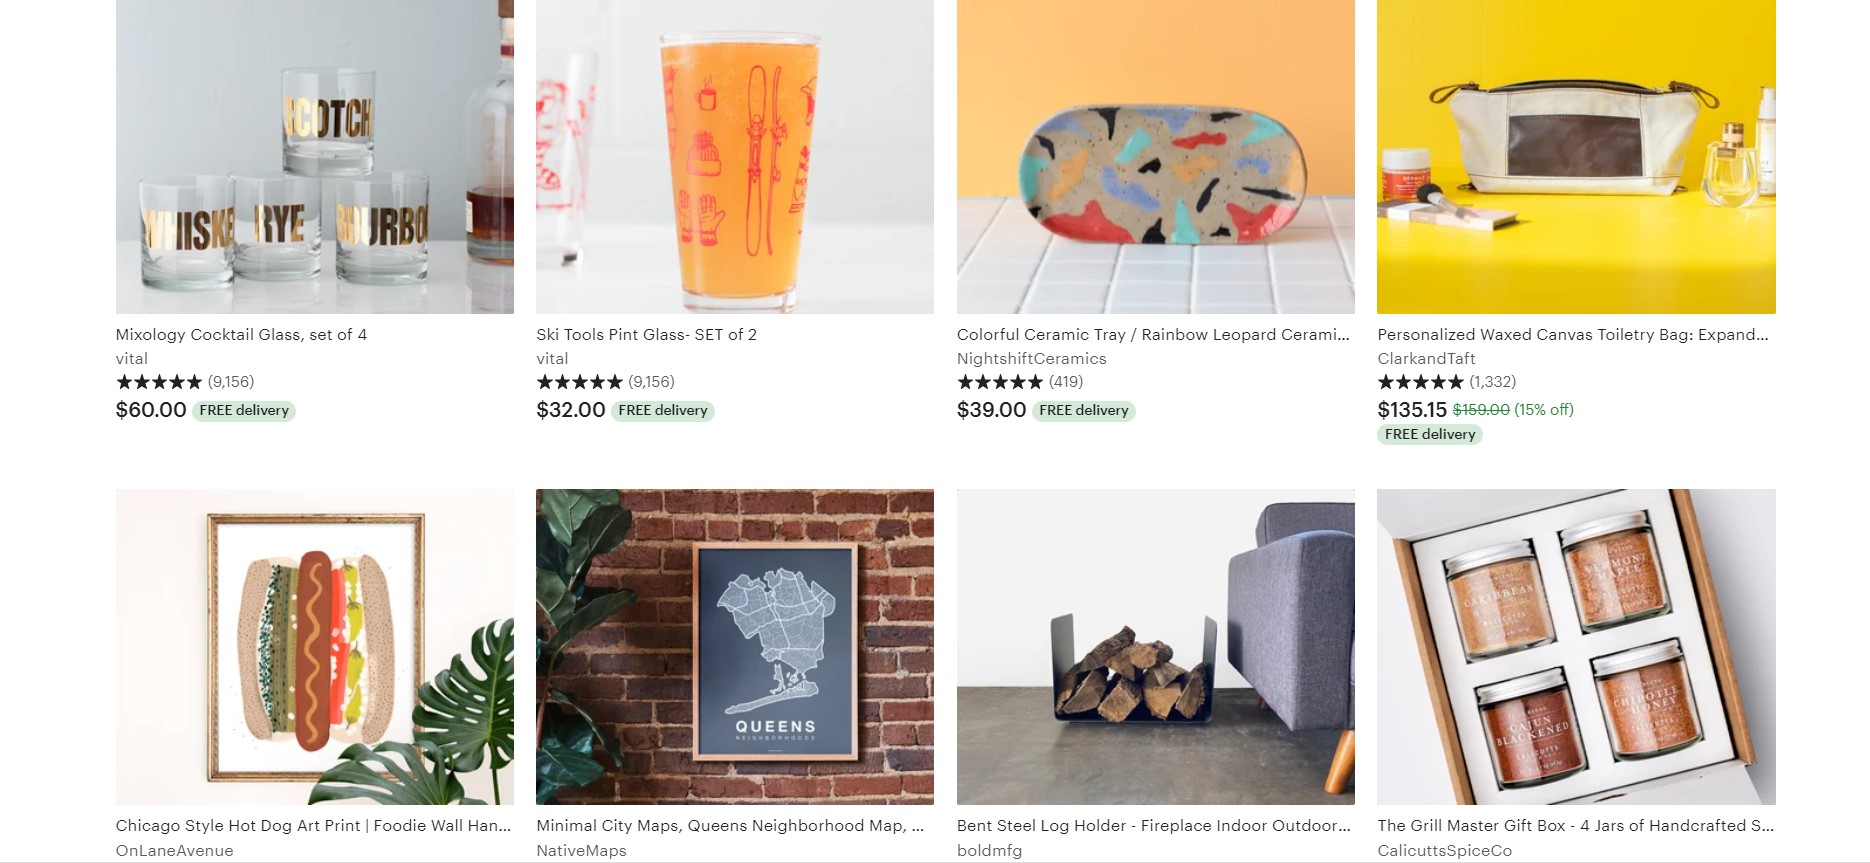 SCOTCH
WHISKE
RYE
BOURBO
Mixology Cocktail Glass, set of 4
vital
(9,156)
$60.00 FREE delivery
Ski Tools Pint Glass- SET of 2
vital
(9,156)
$32.00 FREE delivery
Colorful Ceramic Tray / Rainbow Leopard Cerami...
NightshiftCeramics
(419)
$39.00 FREE delivery
Personalized Waxed Canvas Toiletry Bag: Expand...
ClarkandTaft
(1,332)
$135.15 $159.00 (15% off)
FREE delivery
QUEENS
NEIGHBORHOODS
CARIBBEAN
VERMONT
MAPLE
CAJUN
BLACKENED
CALICUTTS
CHIPOTLE
HONEY
CALICUTTS
Chicago Style Hot Dog Art Print | Foodie Wall Han...
OnLaneAvenue
Minimal City Maps, Queens Neighborhood Map, ...
NativeMaps
Bent Steel Log Holder - Fireplace Indoor Outdoor...
boldmfg
The Grill Master Gift Box - 4 Jars of Handcrafted S...
CalicuttsSpiceCo